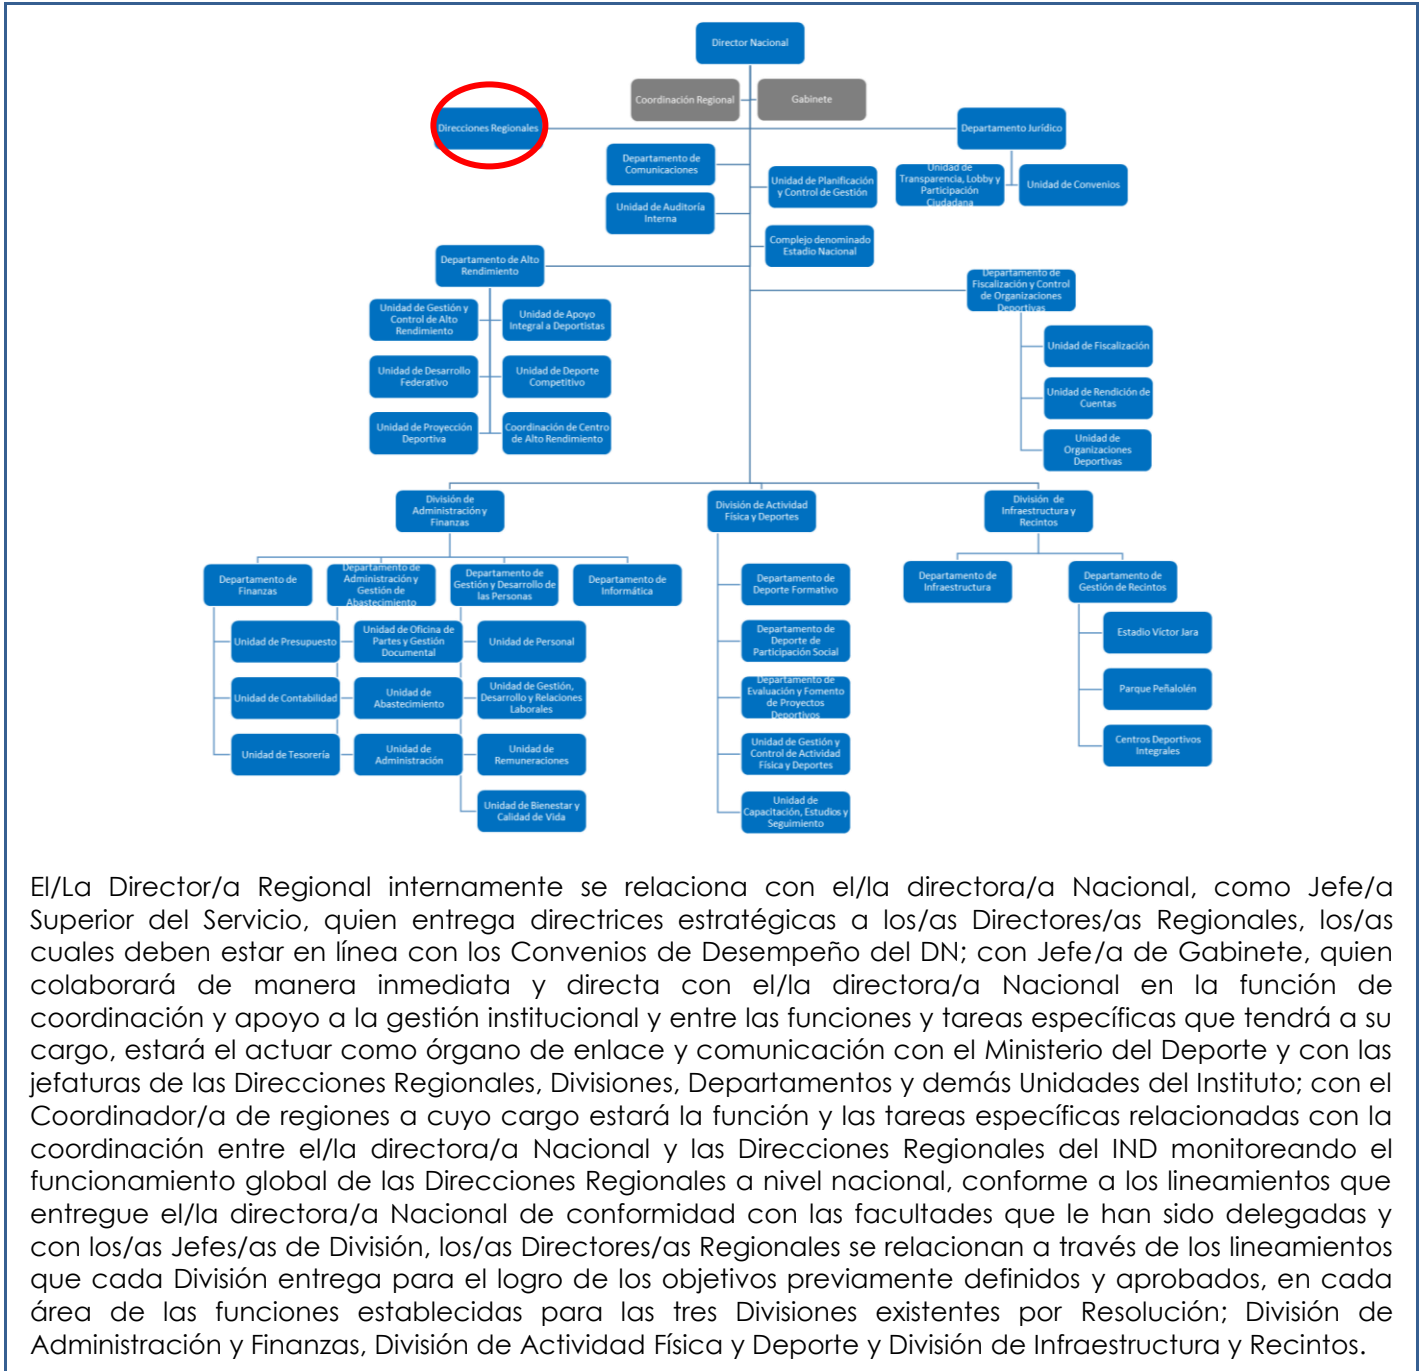 Director Nacional
Coordinación Regional
Gabinete
Direcciones Regionales
Departamento Jurídico
Departamento de
Comunicaciones
Unidad de Planificación
y Control de Gestión
Unidad de
Transparencia, Lobby y
Participación
Ciudadana
Unidad de Convenios
Unidad de Auditoría
Interna
Complejo denominado
Estadio Nacional
Departamento de Alto
Rendimiento
Departamento de
Fiscalización y Control
de Organizaciones
Deportivas
Unidad de Gestión y
Control de Alto
Rendimiento
Unidad de Apoyo
Integral a Deportistas
Unidad de Fiscalización
Unidad de Desarrollo
Federativo
Unidad de Deporte
Competitivo
Unidad de Rendición de
Cuentas
Unidad de Proyección
Deportiva
Coordinación de Centro
de Alto Rendimiento
Unidad de
Organizaciones
Deportivas
División de
Administración y
Finanzas
División de Actividad
Física y Deportes
División de
Infraestructura y
Recintos
Departamento de
Finanzas
Departamento de
Administración y
Gestión de
Abastecimiento
Departamento de
Gestión y Desarrollo de
las Personas
Departamento de
Informática
Departamento de
Deporte Formativo
Departamento de
Infraestructura
Departamento de
Gestión de Recintos
Unidad de Presupuesto
Unidad de Oficina de
Partes y Gestión
Documental
Unidad de Personal
Departamento de
Deporte de
Participación Social
Estadio Víctor Jara
Unidad de Contabilidad
Unidad de
Abastecimiento
Unidad de Gestión,
Desarrollo y Relaciones
Laborales
Departamento de
Evaluación y Fomento
de Proyectos
Deportivos
Parque Peñalolén
Unidad de Tesorería
Unidad de
Administración
Unidad de
Remuneraciones
Unidad de Gestión y
Control de Actividad
Física y Deportes
Centros Deportivos
Integrales
Unidad de Bienestar y
Calidad de Vida
Unidad de
Capacitación, Estudios y
Seguimiento
El/La Director/a Regional internamente se relaciona con el/la directora/a Nacional, como Jefe/a
Superior del Servicio, quien entrega directrices estratégicas a los/as Directores/as Regionales, los/as
cuales deben estar en línea con los Convenios de Desempeño del DN; con Jefe/a de Gabinete, quien
colaborará de manera inmediata y directa con el/la directora/a Nacional en la función de
coordinación y apoyo a la gestión institucional y entre las funciones y tareas específicas que tendrá a su
cargo, estará el actuar como órgano de enlace y comunicación con el Ministerio del Deporte y con las
jefaturas de las Direcciones Regionales, Divisiones, Departamentos y demás Unidades del Instituto; con el
Coordinador/a de regiones a cuyo cargo estará la función y las tareas específicas relacionadas con la
coordinación entre el/la directora/a Nacional y las Direcciones Regionales del IND monitoreando el
funcionamiento global de las Direcciones Regionales a nivel nacional, conforme a los lineamientos que
entregue el/la directora/a Nacional de conformidad con las facultades que le han sido delegadas y
con los/as Jefes/as de División, los/as Directores/as Regionales se relacionan a través de los lineamientos
que cada División entrega para el logro de los objetivos previamente definidos y aprobados, en cada
área de las funciones establecidas para las tres Divisiones existentes por Resolución; División de
Administración y Finanzas, División de Actividad Física y Deporte y División de Infraestructura y Recintos.